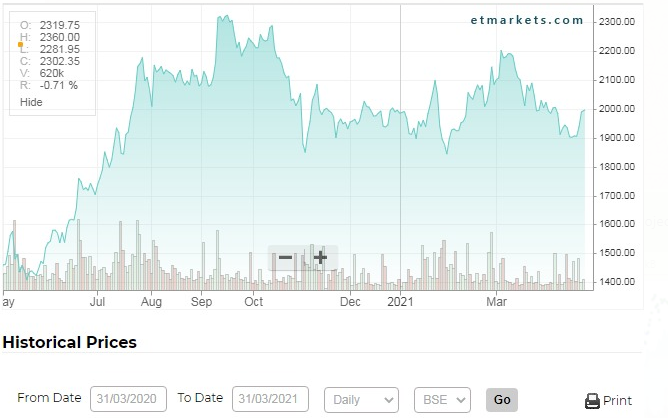 etmarkets.com
O: 2319.75
H: 2360.00
L: 2281.95
C: 2302.35
V: 620k
R: -0.71 %
Hide
2300.00
2200.00
2100.00
2000.00
1900.00
1800.00
1700.00
1600.00
1500.00
1400.00
− +
ay Jul Aug Sep Oct Dec 2021 Mar
Historical Prices
From Date 31/03/2020 To Date 31/03/2021 Daily BSE Go Print